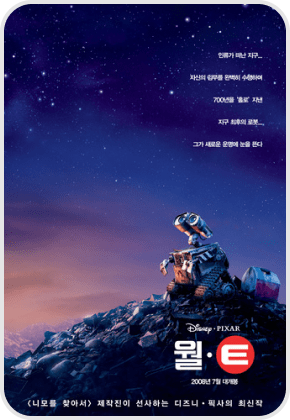 인류가 떠난 지구...
자신의 임무를 완벽히 수행하며
700년을 '홀로' 지낸
지구 최후의 로봇...,
그가 새로운 운명에 눈을 뜬다
Disney · PIXAR
월·E
2008년 7월 대개봉
〈니모를 찾아서〉 제작진이 선사하는 디즈니·픽사의 최신작